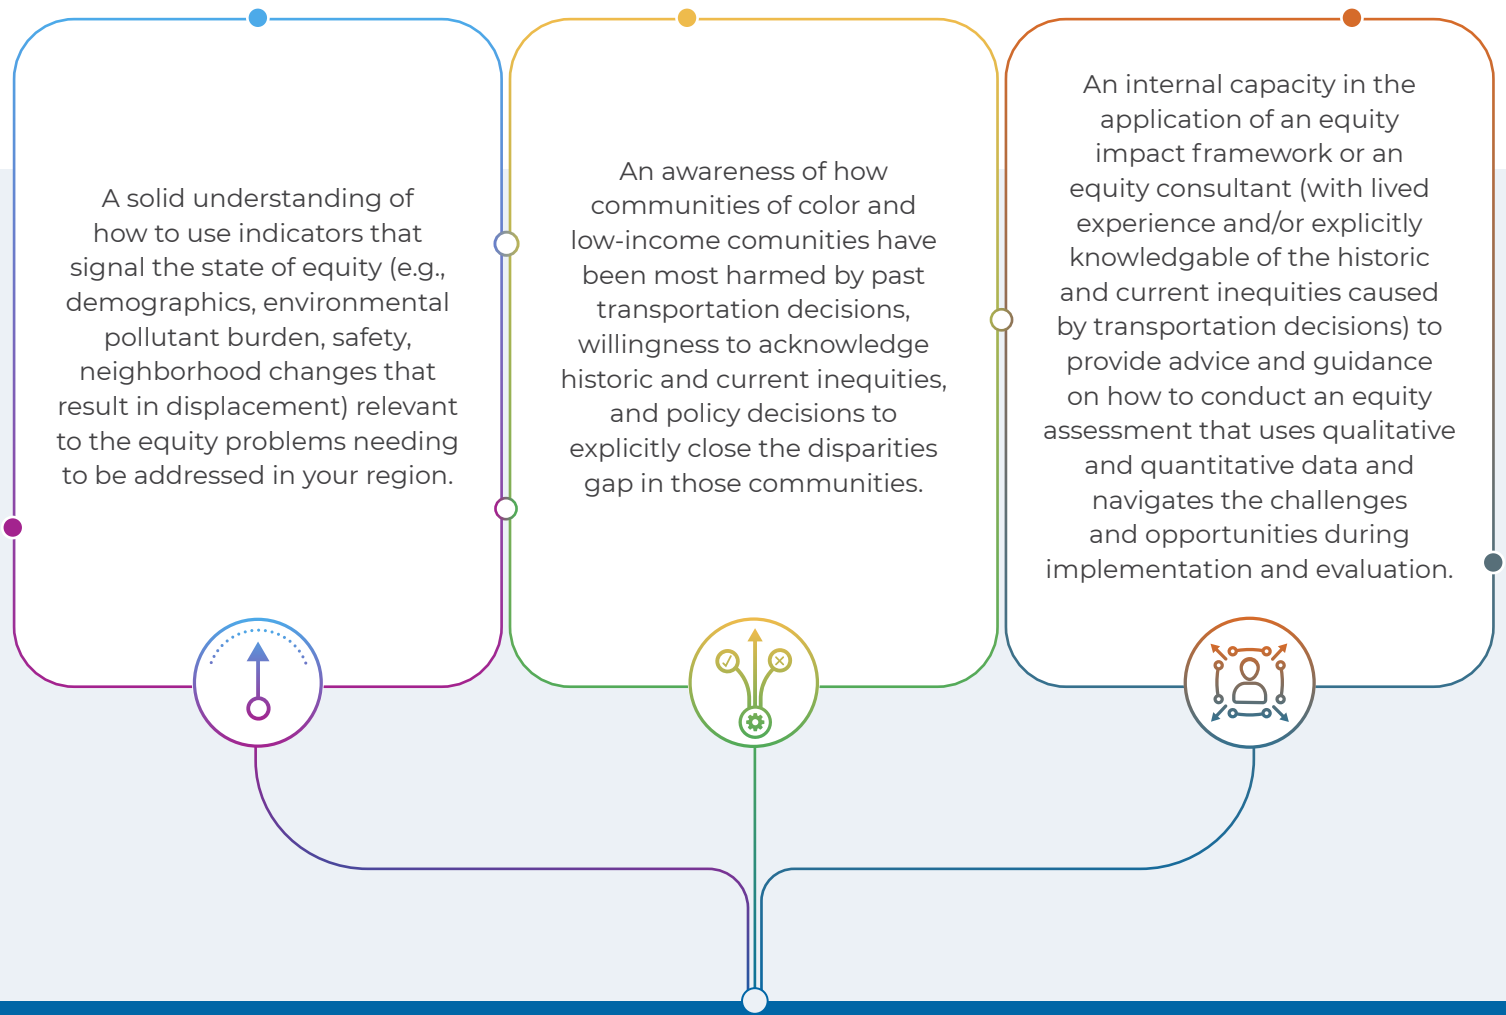 A solid understanding of
how to use indicators that
signal the state of equity (e.g.,
demographics, environmental
pollutant burden, safety,
neighborhood changes that
result in displacement) relevant
to the equity problems needing
to be addressed in your region.
An awareness of how
communities of color and
low-income comunities have
been most harmed by past
transportation decisions,
willingness to acknowledge
historic and current inequities,
and policy decisions to
explicitly close the disparities
gap in those communities.
An internal capacity in the
application of an equity
impact framework or an
equity consultant (with lived
experience and/or explicitly
knowledgable of the historic
and current inequities caused
by transportation decisions) to
provide advice and guidance
on how to conduct an equity
assessment that uses qualitative
and quantitative data and
navigates the challenges
and opportunities during
implementation and evaluation.